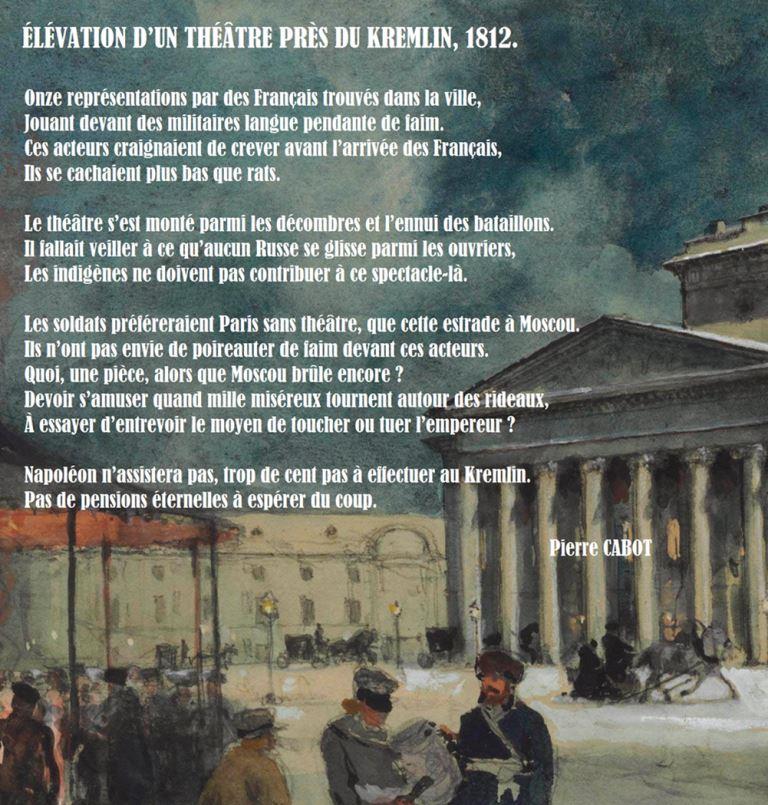 ÉLÉVATION D'UN THÉÂTRE PRÈS DU KREMLIN, 1812.
Onze représentations par des Français trouvés dans la ville,
Jouant devant des militaires langue pendante de faim.
Ces acteurs craignaient de crever avant l'arrivée des Français,
Ils se cachaient plus bas que rats.
Le théâtre s'est monté parmi les décombres et l'ennui des bataillons.
Il fallait veiller à ce qu'aucun Russe se glisse parmi les ouvriers,
Les indigènes ne doivent pas contribuer à ce spectacle-là.
Les soldats préféreraient Paris sans théâtre, que cette estrade à Moscou.
Ils n'ont pas envie de poireauter de faim devant ces acteurs.
Quoi, une pièce, alors que Moscou brûle encore ?
Devoir s'amuser quand mille miséreux tournent autour des rideaux,
À essayer d'entrevoir le moyen de toucher ou tuer l'empereur ?
Napoléon n'assistera pas, trop de cent pas à effectuer au Kremlin.
Pas de pensions éternelles à espérer du coup.
Pierre CABOT